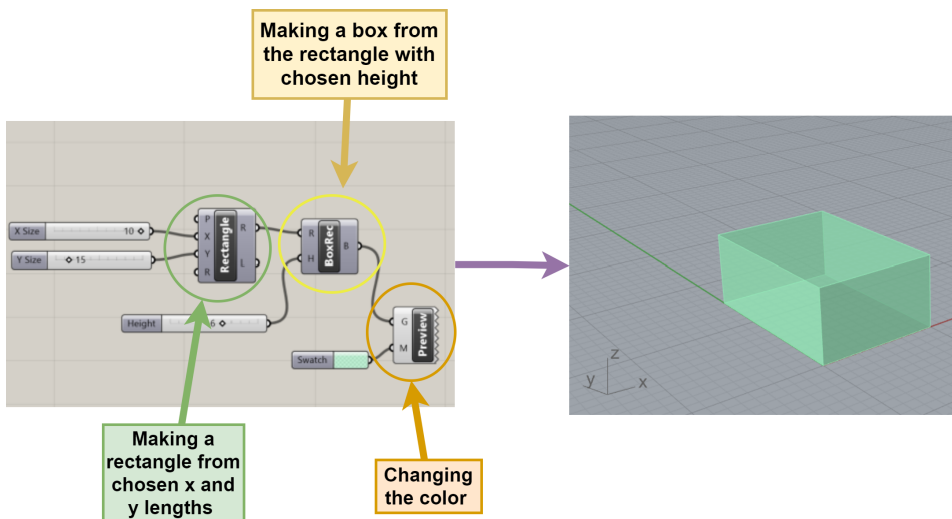 Making a box from
the rectangle with
chosen height
X Size
10
Y Size
15
P
X
Y
R
Rectangle
R
L
R
H
BoxRec
B
Height
6
Swatch
G
M
Preview
z
y
x
Making a
rectangle from
chosen x and
y lengths
Changing
the color